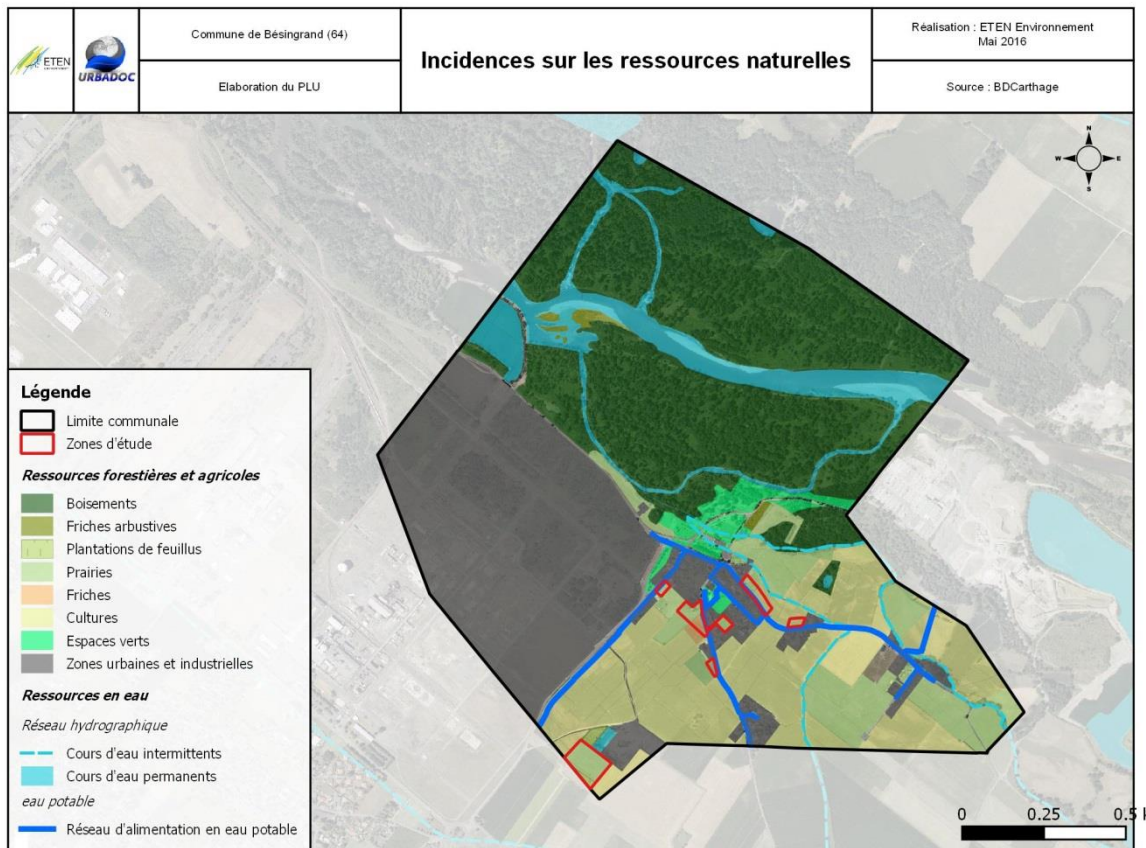 ETEN
URBADOC
Commune de Bésingrand (64)
Elaboration du PLU
Incidences sur les ressources naturelles
Réalisation : ETEN Environnement
Mai 2016
Source : BDCarthage
N
W
E
S
Légende
Limite communale
Zones d'étude
Ressources forestières et agricoles
Boisements
Friches arbustives
Plantations de feuillus
Prairies
Friches
Cultures
Espaces verts
Zones urbaines et industrielles
Ressources en eau
Réseau hydrographique
Cours d'eau intermittents
Cours d'eau permanents
eau potable
Réseau d'alimentation en eau potable
0 0.25 0.5